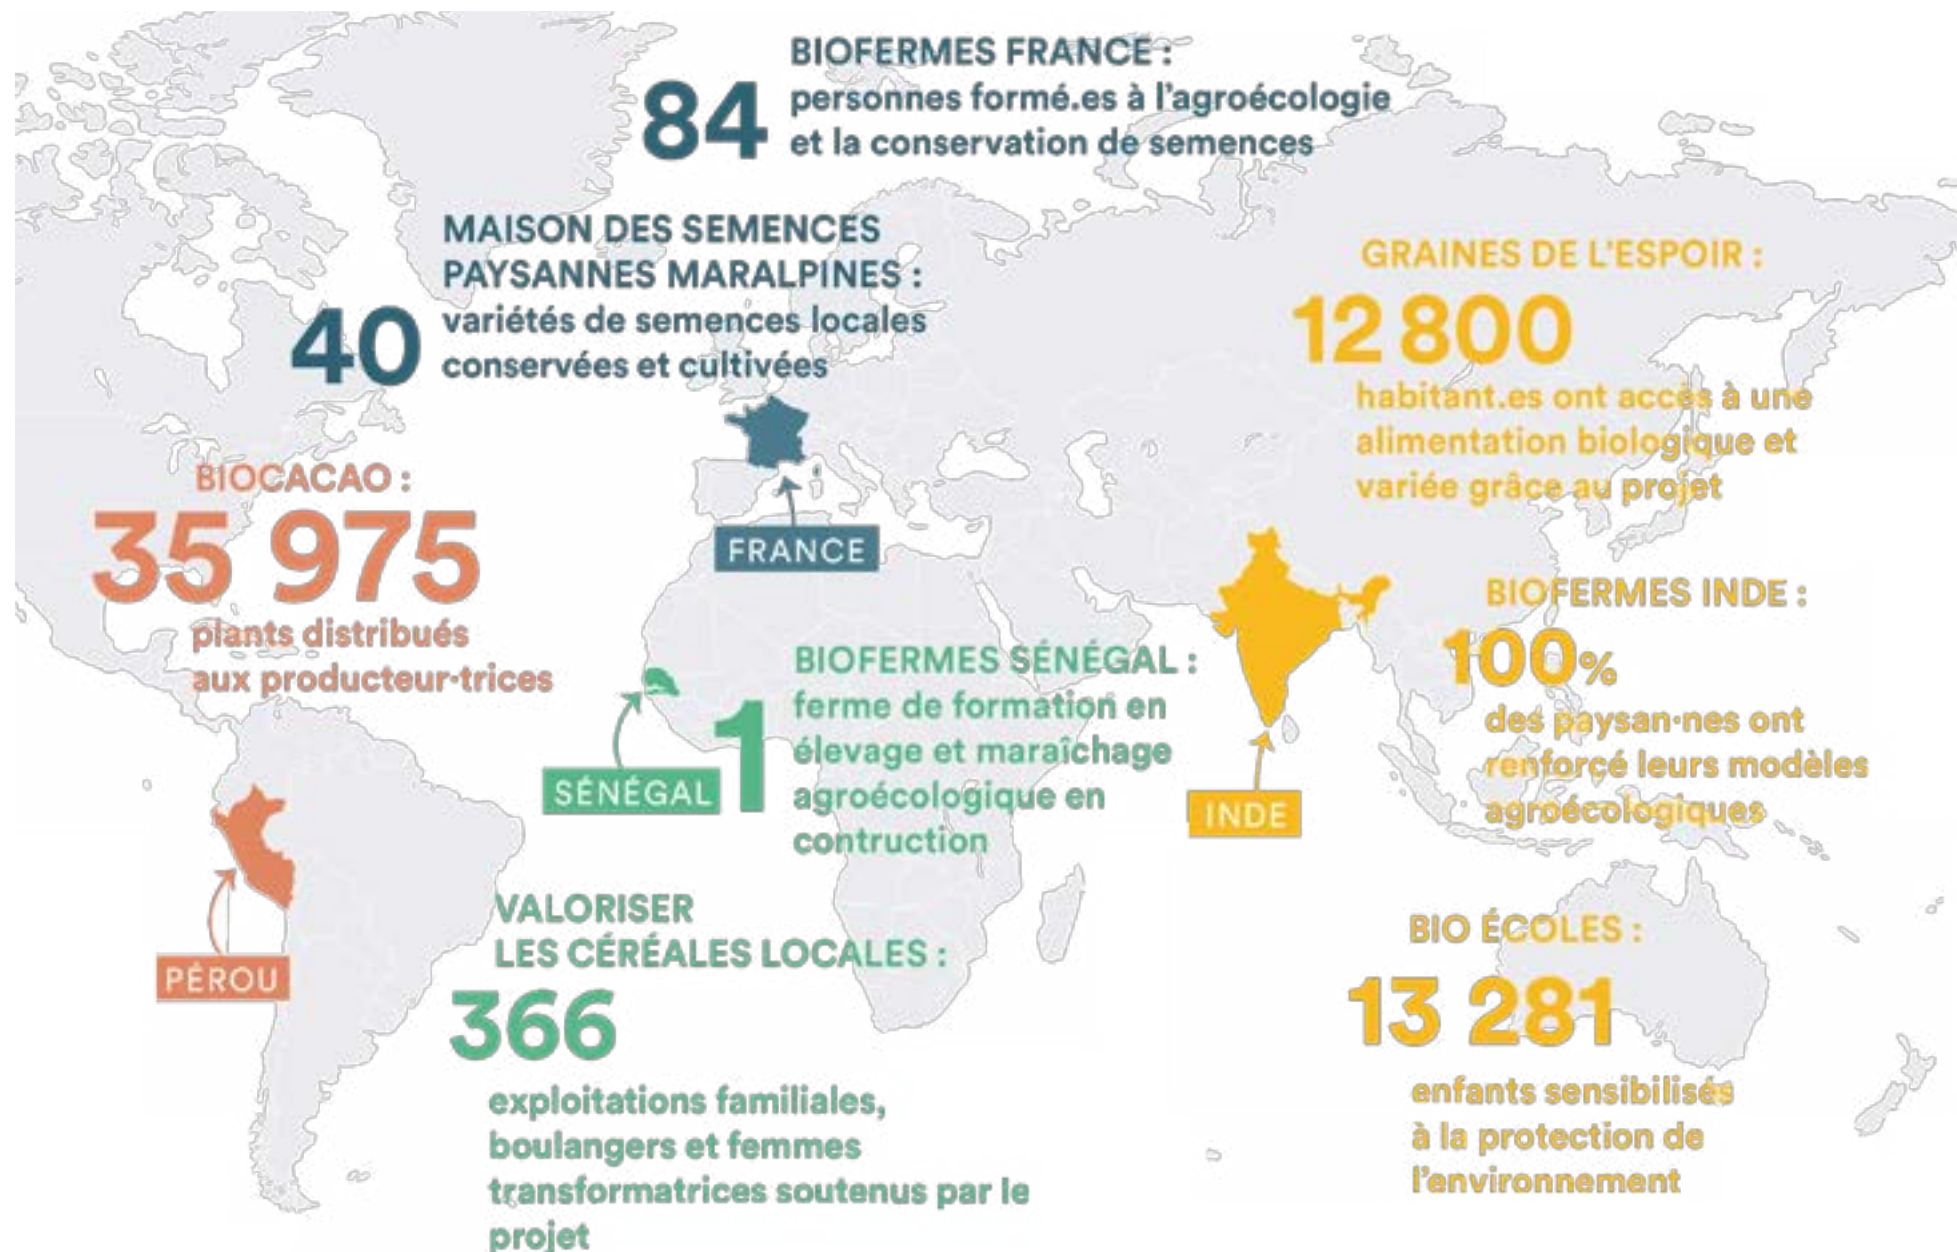 BIOFERMES FRANCE :
84
personnes formé.es à l'agroécologie
et la conservation de semences
MAISON DES SEMENCES
PAYSANNES MARALPINES :
40
variétés de semences locales
conservées et cultivées
FRANCE
GRAINES DE L'ESPOIR :
12 800
habitant.es ont accès à une
alimentation biologique et
variée grâce au projet
BIOCACAO :
35 975
plants distribués
aux producteur·trices
PÉROU
BIOFERMES SÉNÉGAL :
1
ferme de formation en
élevage et maraîchage
agroécologique en
contruction
SÉNÉGAL
BIOFERMES INDE :
100%
des paysan·nes ont
renforcé leurs modèles
agroécologiques
INDE
VALORISER
LES CÉRÉALES LOCALES :
366
exploitations familiales,
boulangers et femmes
transformatrices soutenus par le
projet
BIO ÉCOLES :
13 281
enfants sensibilisés
à la protection de
l'environnement